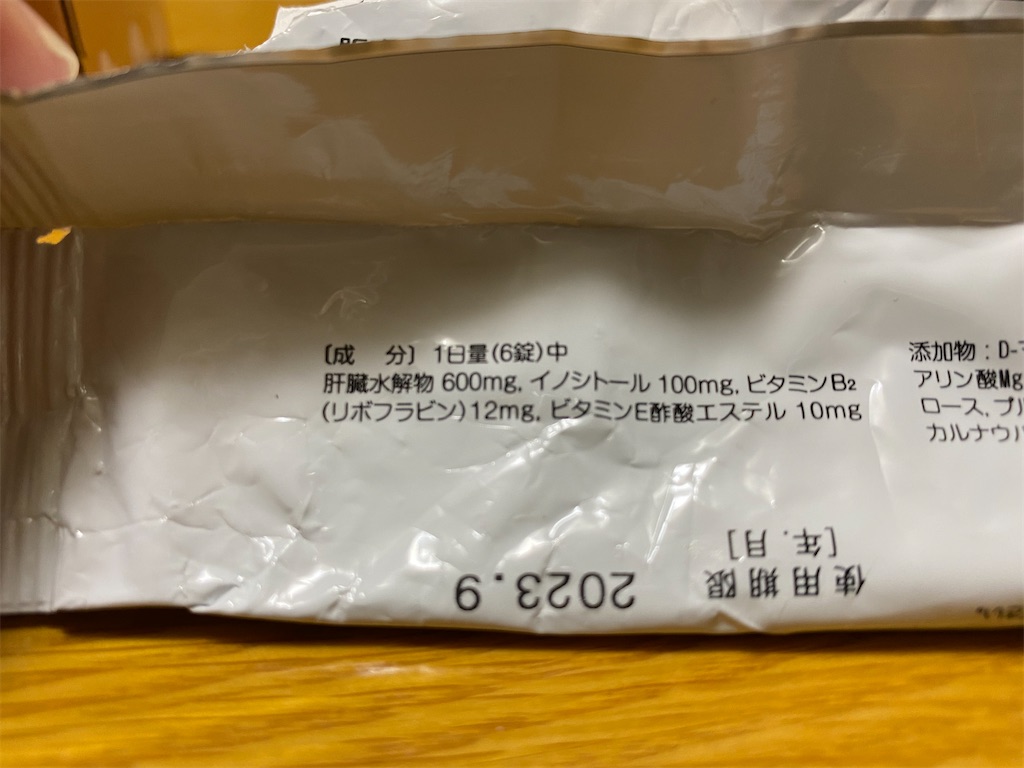 〔成 分〕 1日量(6錠)中
肝臓水解物 600mg, イノシトール 100mg, ビタミンB2
(リボフラビン)12mg, ビタミンE酢酸エステル 10mg
添加物:D-
アリン酸Mg
ロース, プル
カルナウバ
使用期限
[年.月]
2023.9